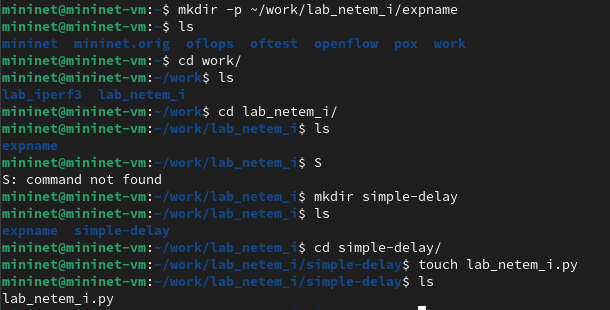 mininet@mininet-vm:~$ mkdir -p ~/work/lab_netem_i/expname
mininet@mininet-vm:~$ ls
mininet  mininet.orig  oflops  oftest  openflow  pox  work
mininet@mininet-vm:~$ cd work/
mininet@mininet-vm:~/work$ ls
lab_iperf3  lab_netem_i
mininet@mininet-vm:~/work$ cd lab_netem_i/
mininet@mininet-vm:~/work/lab_netem_i$ ls
expname
mininet@mininet-vm:~/work/lab_netem_i$ S
S: command not found
mininet@mininet-vm:~/work/lab_netem_i$ mkdir simple-delay
mininet@mininet-vm:~/work/lab_netem_i$ ls
expname  simple-delay
mininet@mininet-vm:~/work/lab_netem_i$ cd simple-delay/
mininet@mininet-vm:~/work/lab_netem_i/simple-delay$ touch lab_netem_i.py
mininet@mininet-vm:~/work/lab_netem_i/simple-delay$ ls
lab_netem_i.py